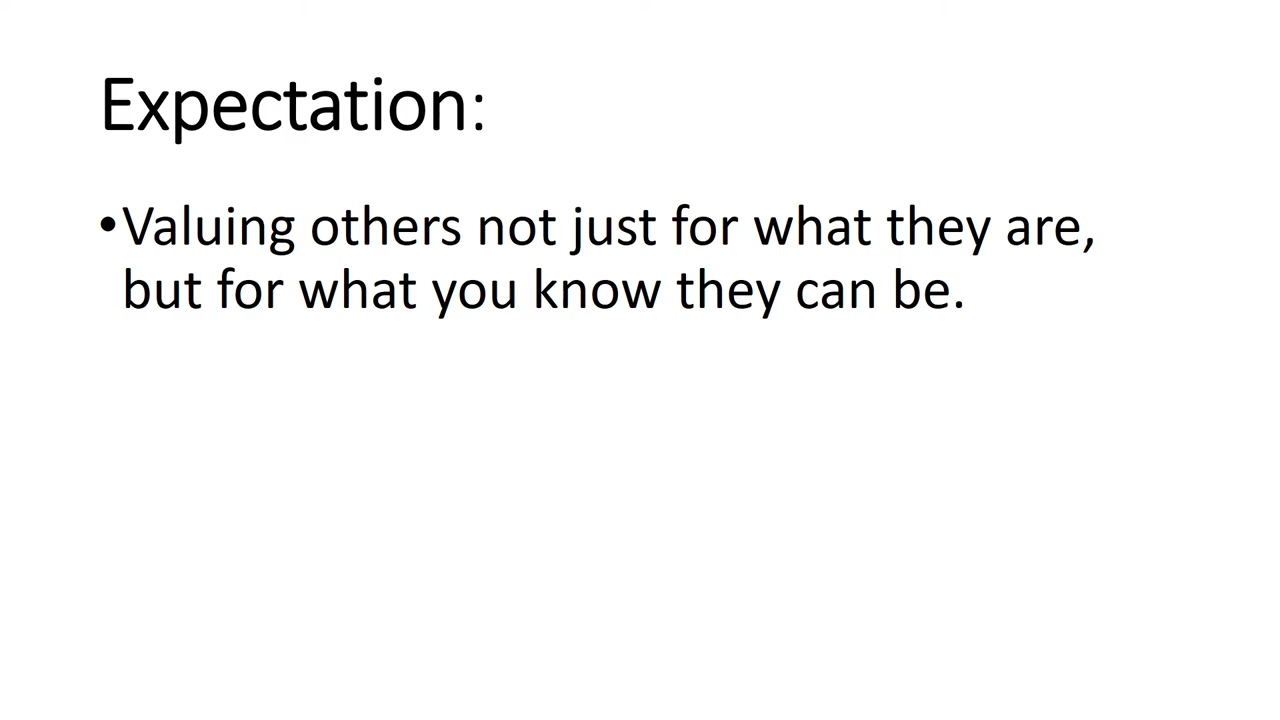 Expectation:
•Valuing others not just for what they are,
but for what you know they can be.